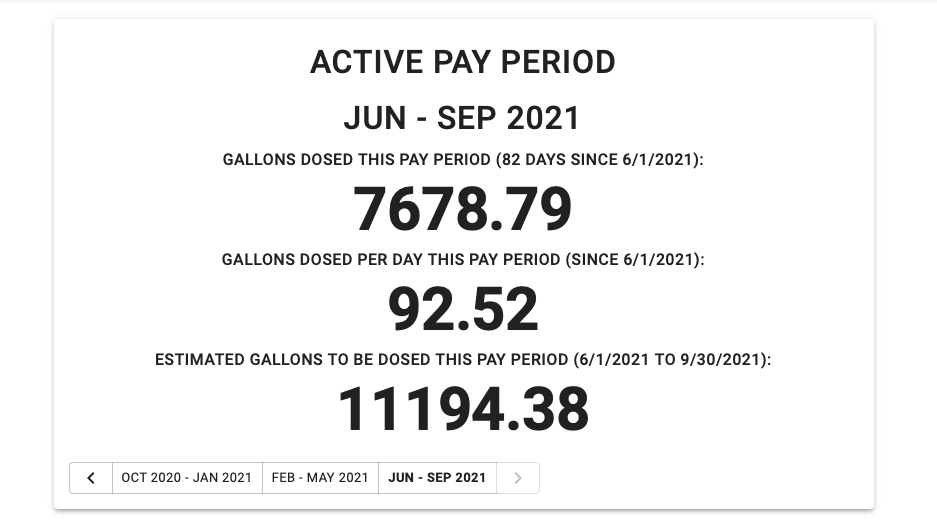 ACTIVE PAY PERIOD
JUN - SEP 2021
GALLONS DOSED THIS PAY PERIOD (82 DAYS SINCE 6/1/2021):
7678.79
GALLONS DOSED PER DAY THIS PAY PERIOD (SINCE 6/1/2021):
92.52
ESTIMATED GALLONS TO BE DOSED THIS PAY PERIOD (6/1/2021 TO 9/30/2021):
11194.38
OCT 2020 - JAN 2021 FEB - MAY 2021 JUN - SEP 2021